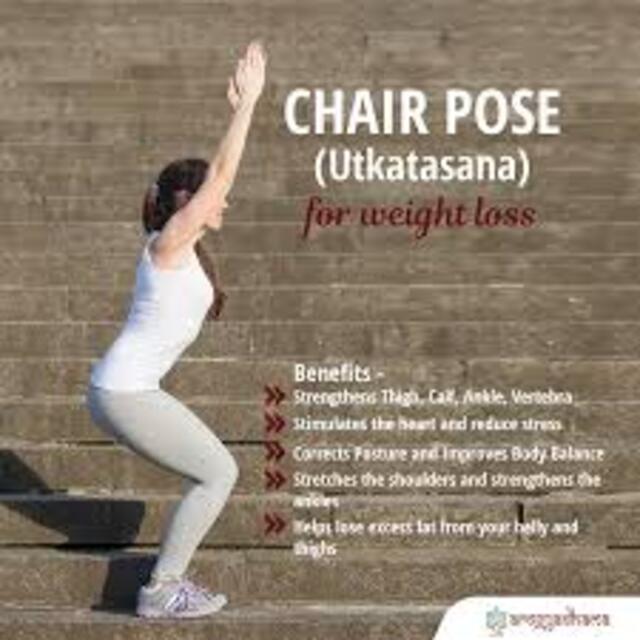 CHAIR POSE
(Utkatasana)
for weight loss
Benefits -
Strengthens Thigh, Calf, Ankle, Vertebra
Stimulates the heart and reduce stress
Corrects Posture and Improves Body Balance
Stretches the shoulders and strengthens the
ankles
Helps lose excess fat from your belly and
thighs
arogyadhama